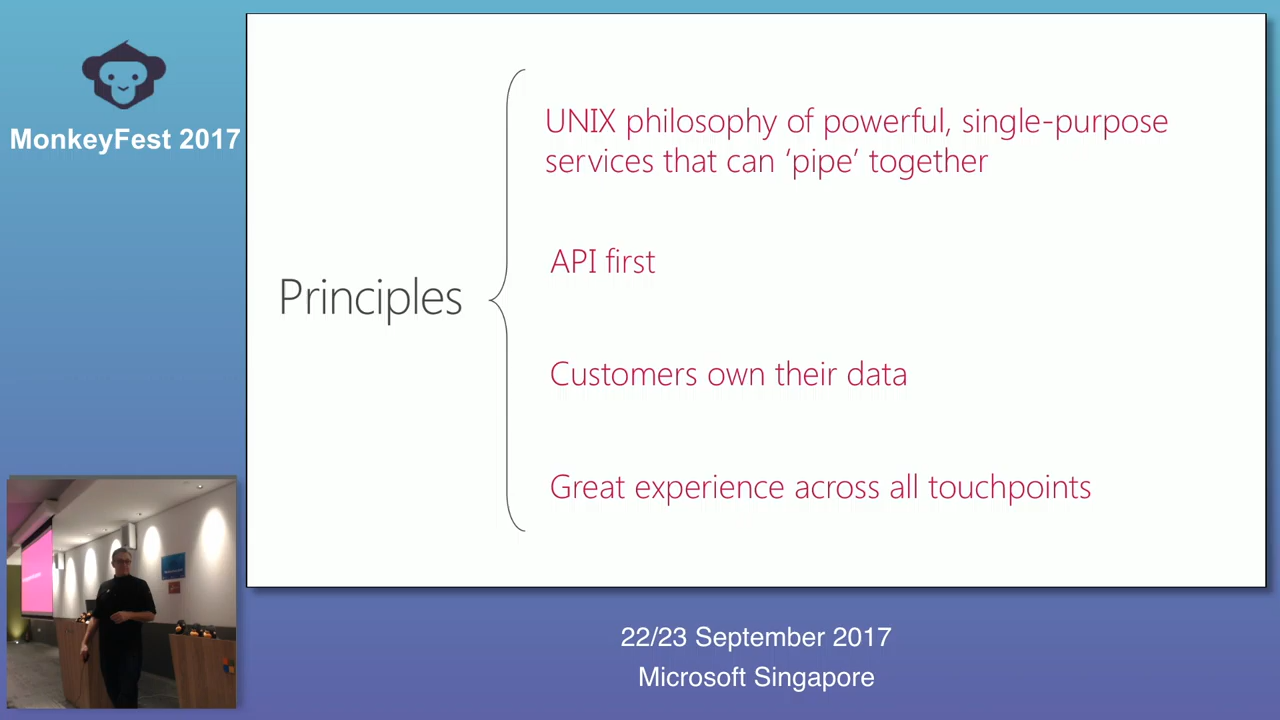 MonkeyFest 2017
Principles
UNIX philosophy of powerful, single-purpose
services that can ‘pipe’ together
API first
Customers own their data
Great experience across all touchpoints
22/23 September 2017
Microsoft Singapore